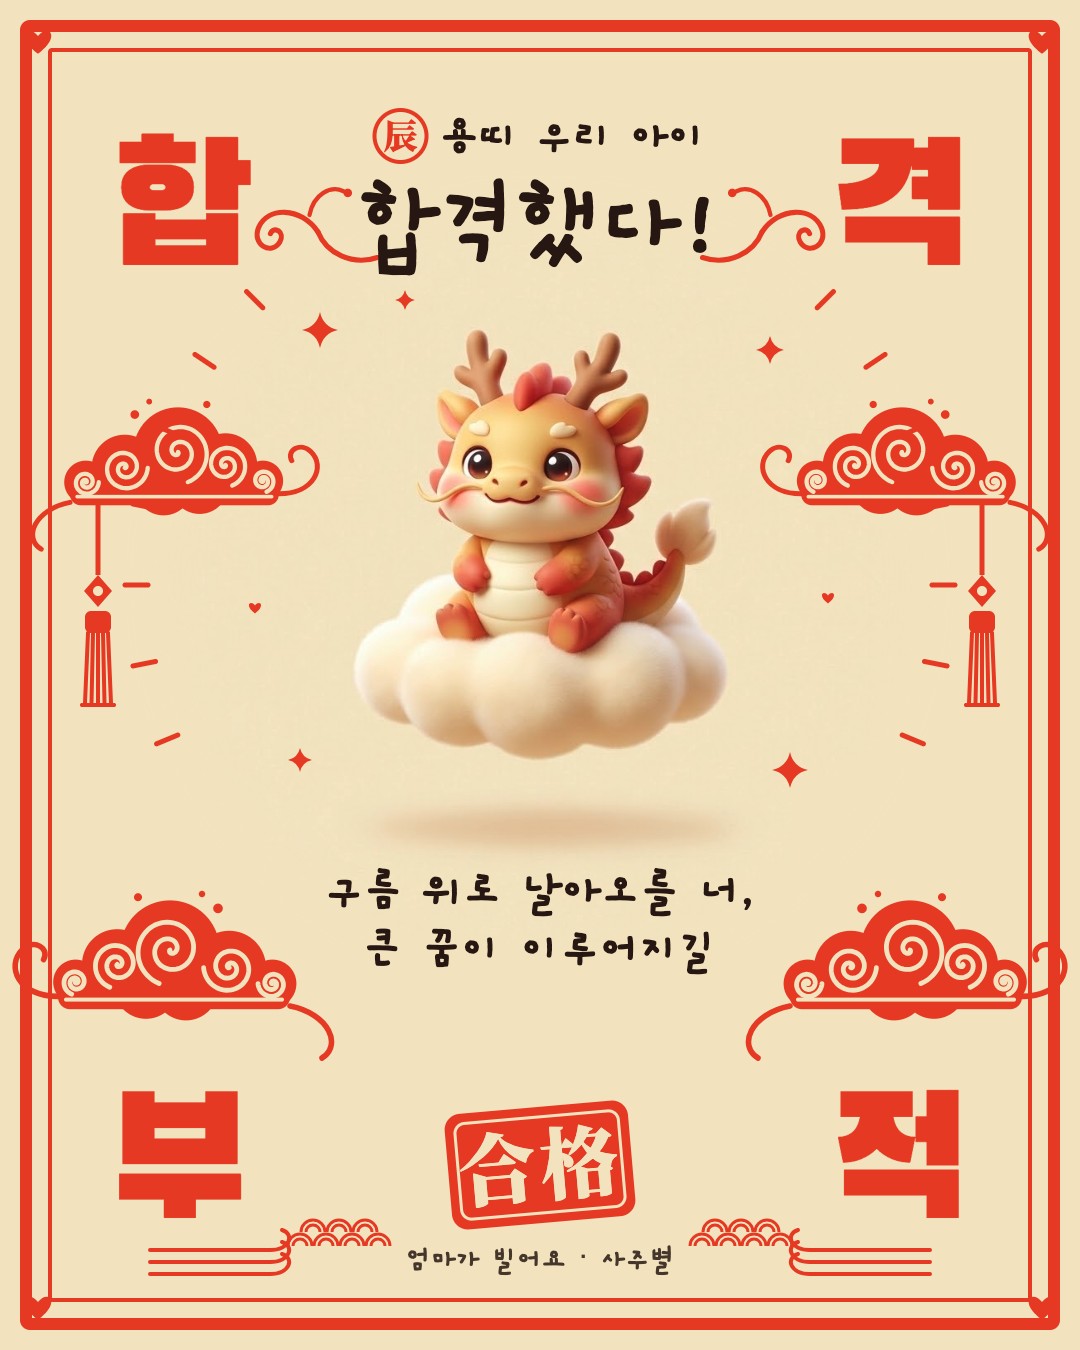 합 격
辰 용띠 우리 아이
합격했다!
구름 위로 날아오를 너,
큰 꿈이 이루어지길
부 적
合格
엄마가 빌어요 · 사주별